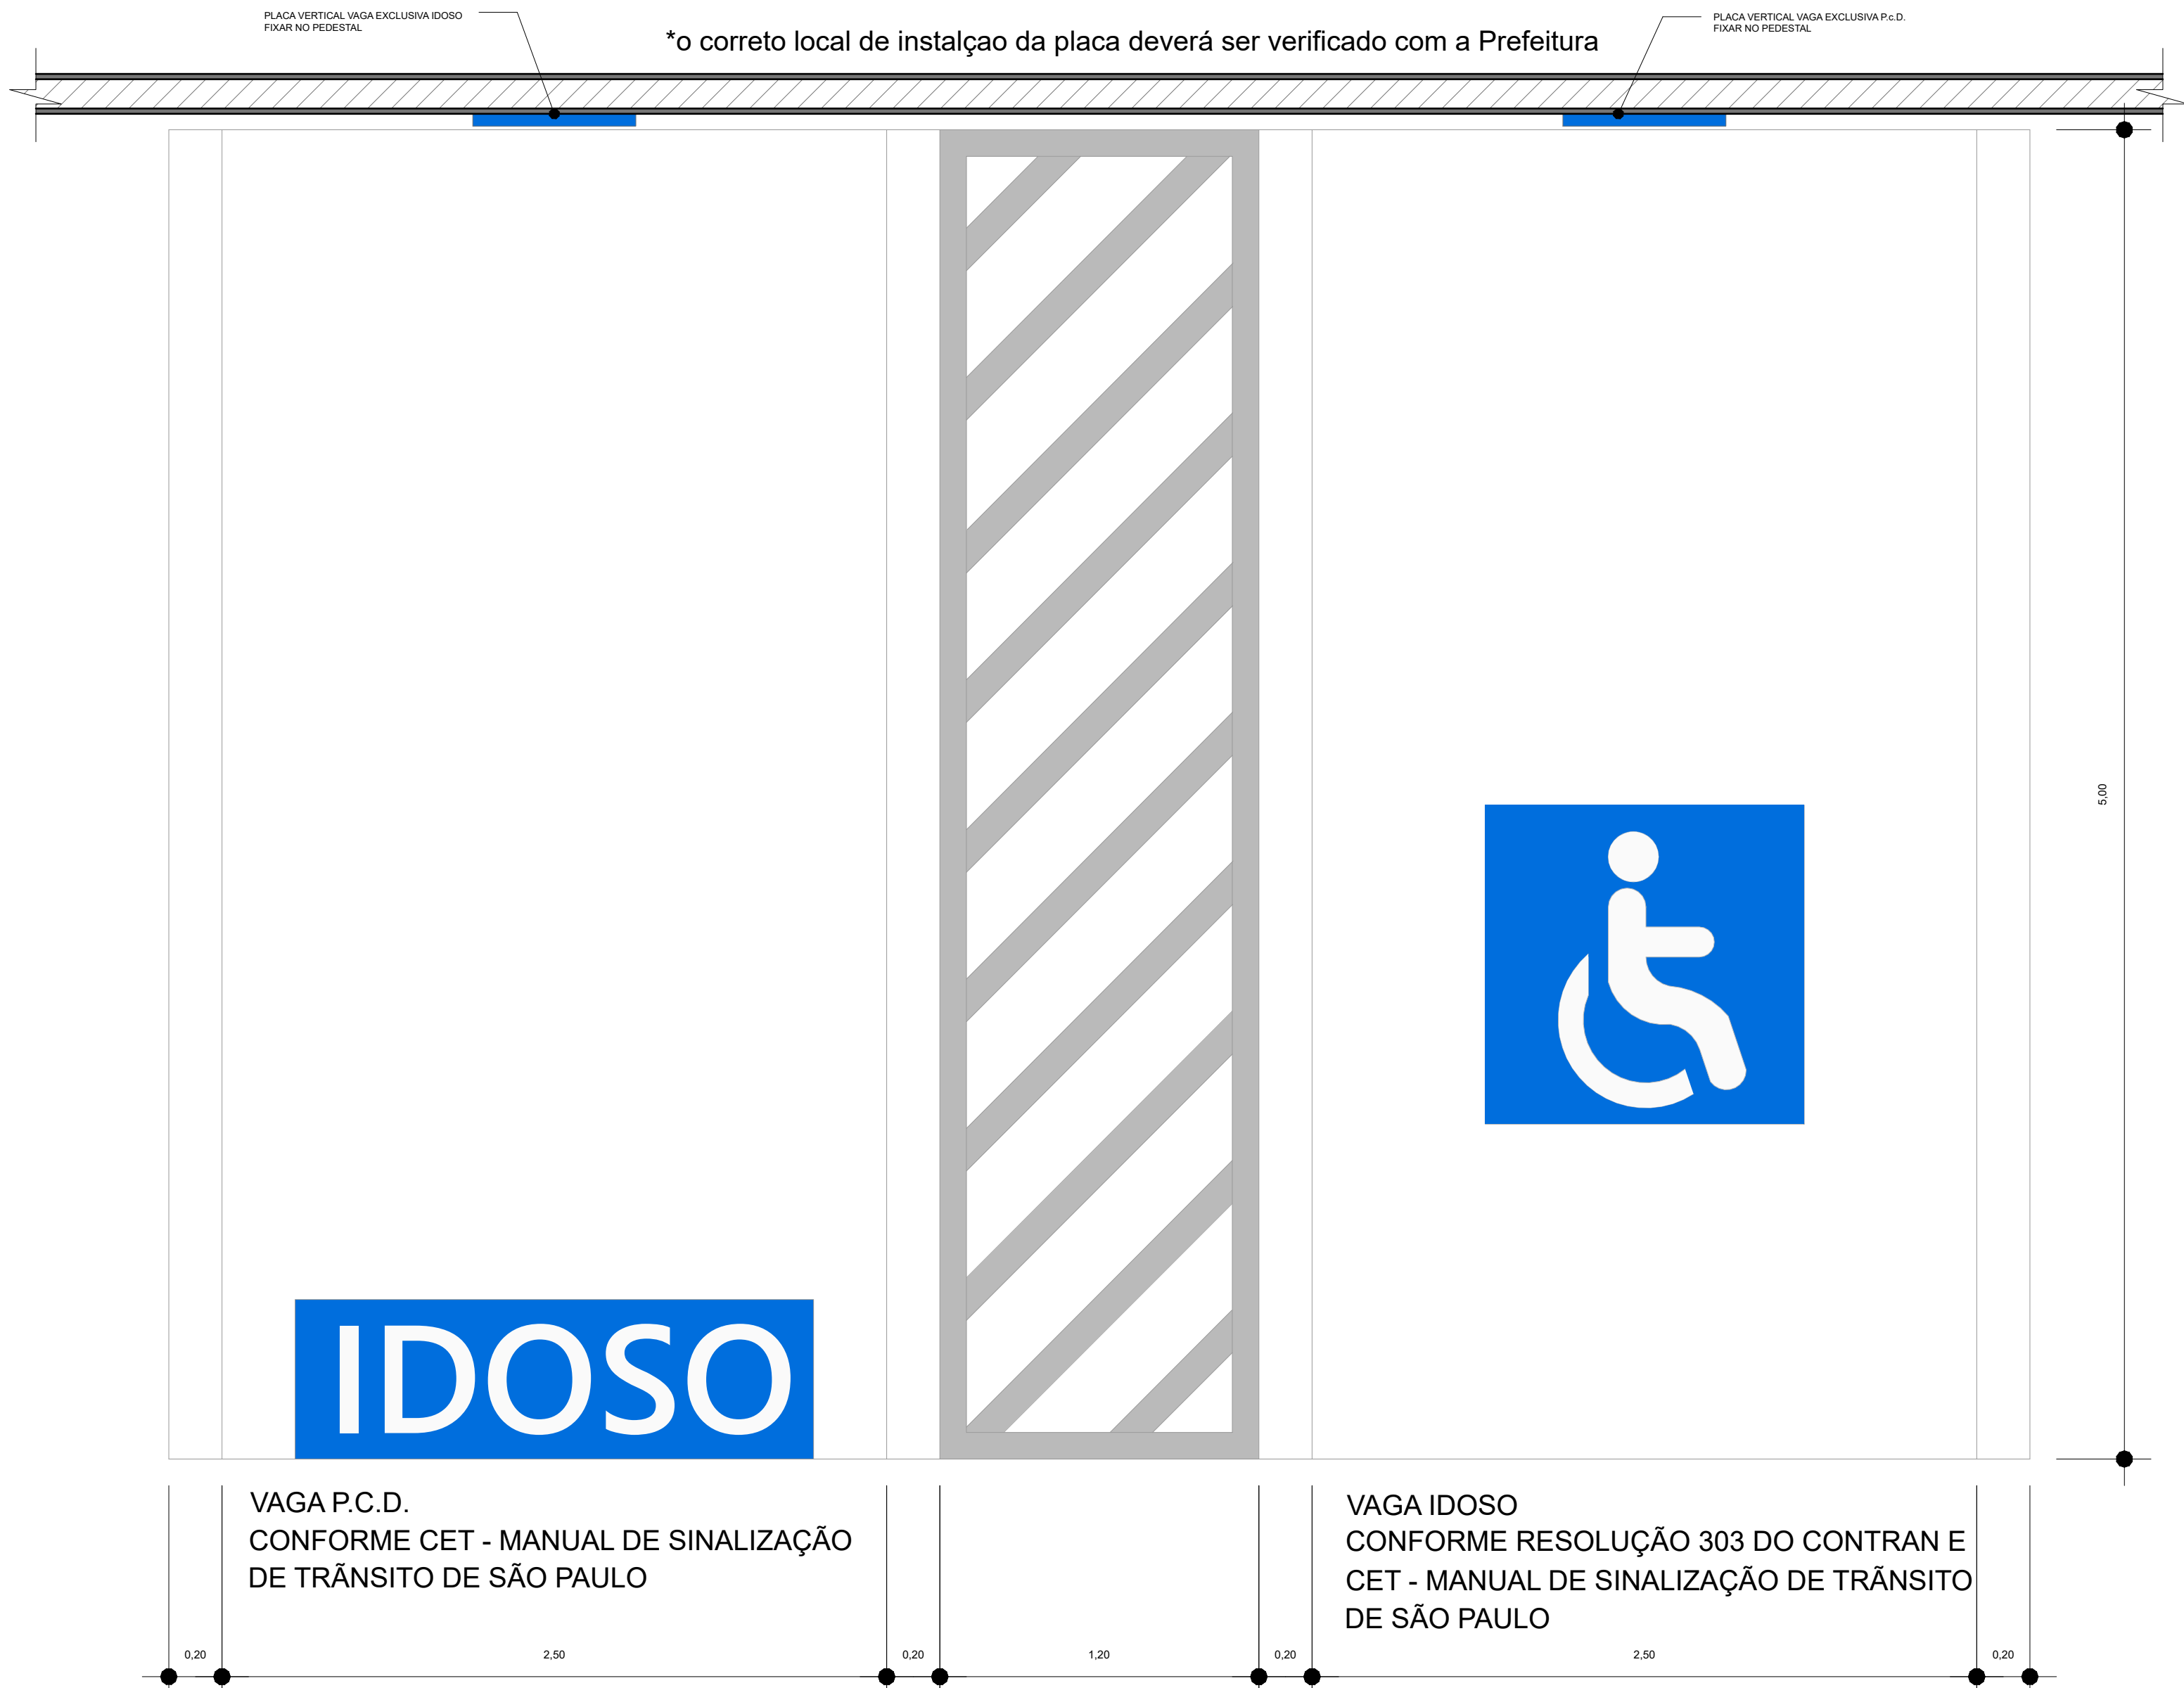 PLACA VERTICAL VAGA EXCLUSIVA IDOSO
FIXAR NO PEDESTAL
*o correto local de instalçao da placa deverá ser verificado com a Prefeitura
PLACA VERTICAL VAGA EXCLUSIVA P.c.D.
FIXAR NO PEDESTAL
5,00
IDOSO
VAGA P.C.D.
CONFORME CET - MANUAL DE SINALIZAÇÃO
DE TRÃNSITO DE SÃO PAULO
VAGA IDOSO
CONFORME RESOLUÇÃO 303 DO CONTRAN E
CET - MANUAL DE SINALIZAÇÃO DE TRÃNSITO
DE SÃO PAULO
0,20
2,50
0,20
1,20
0,20
2,50
0,20